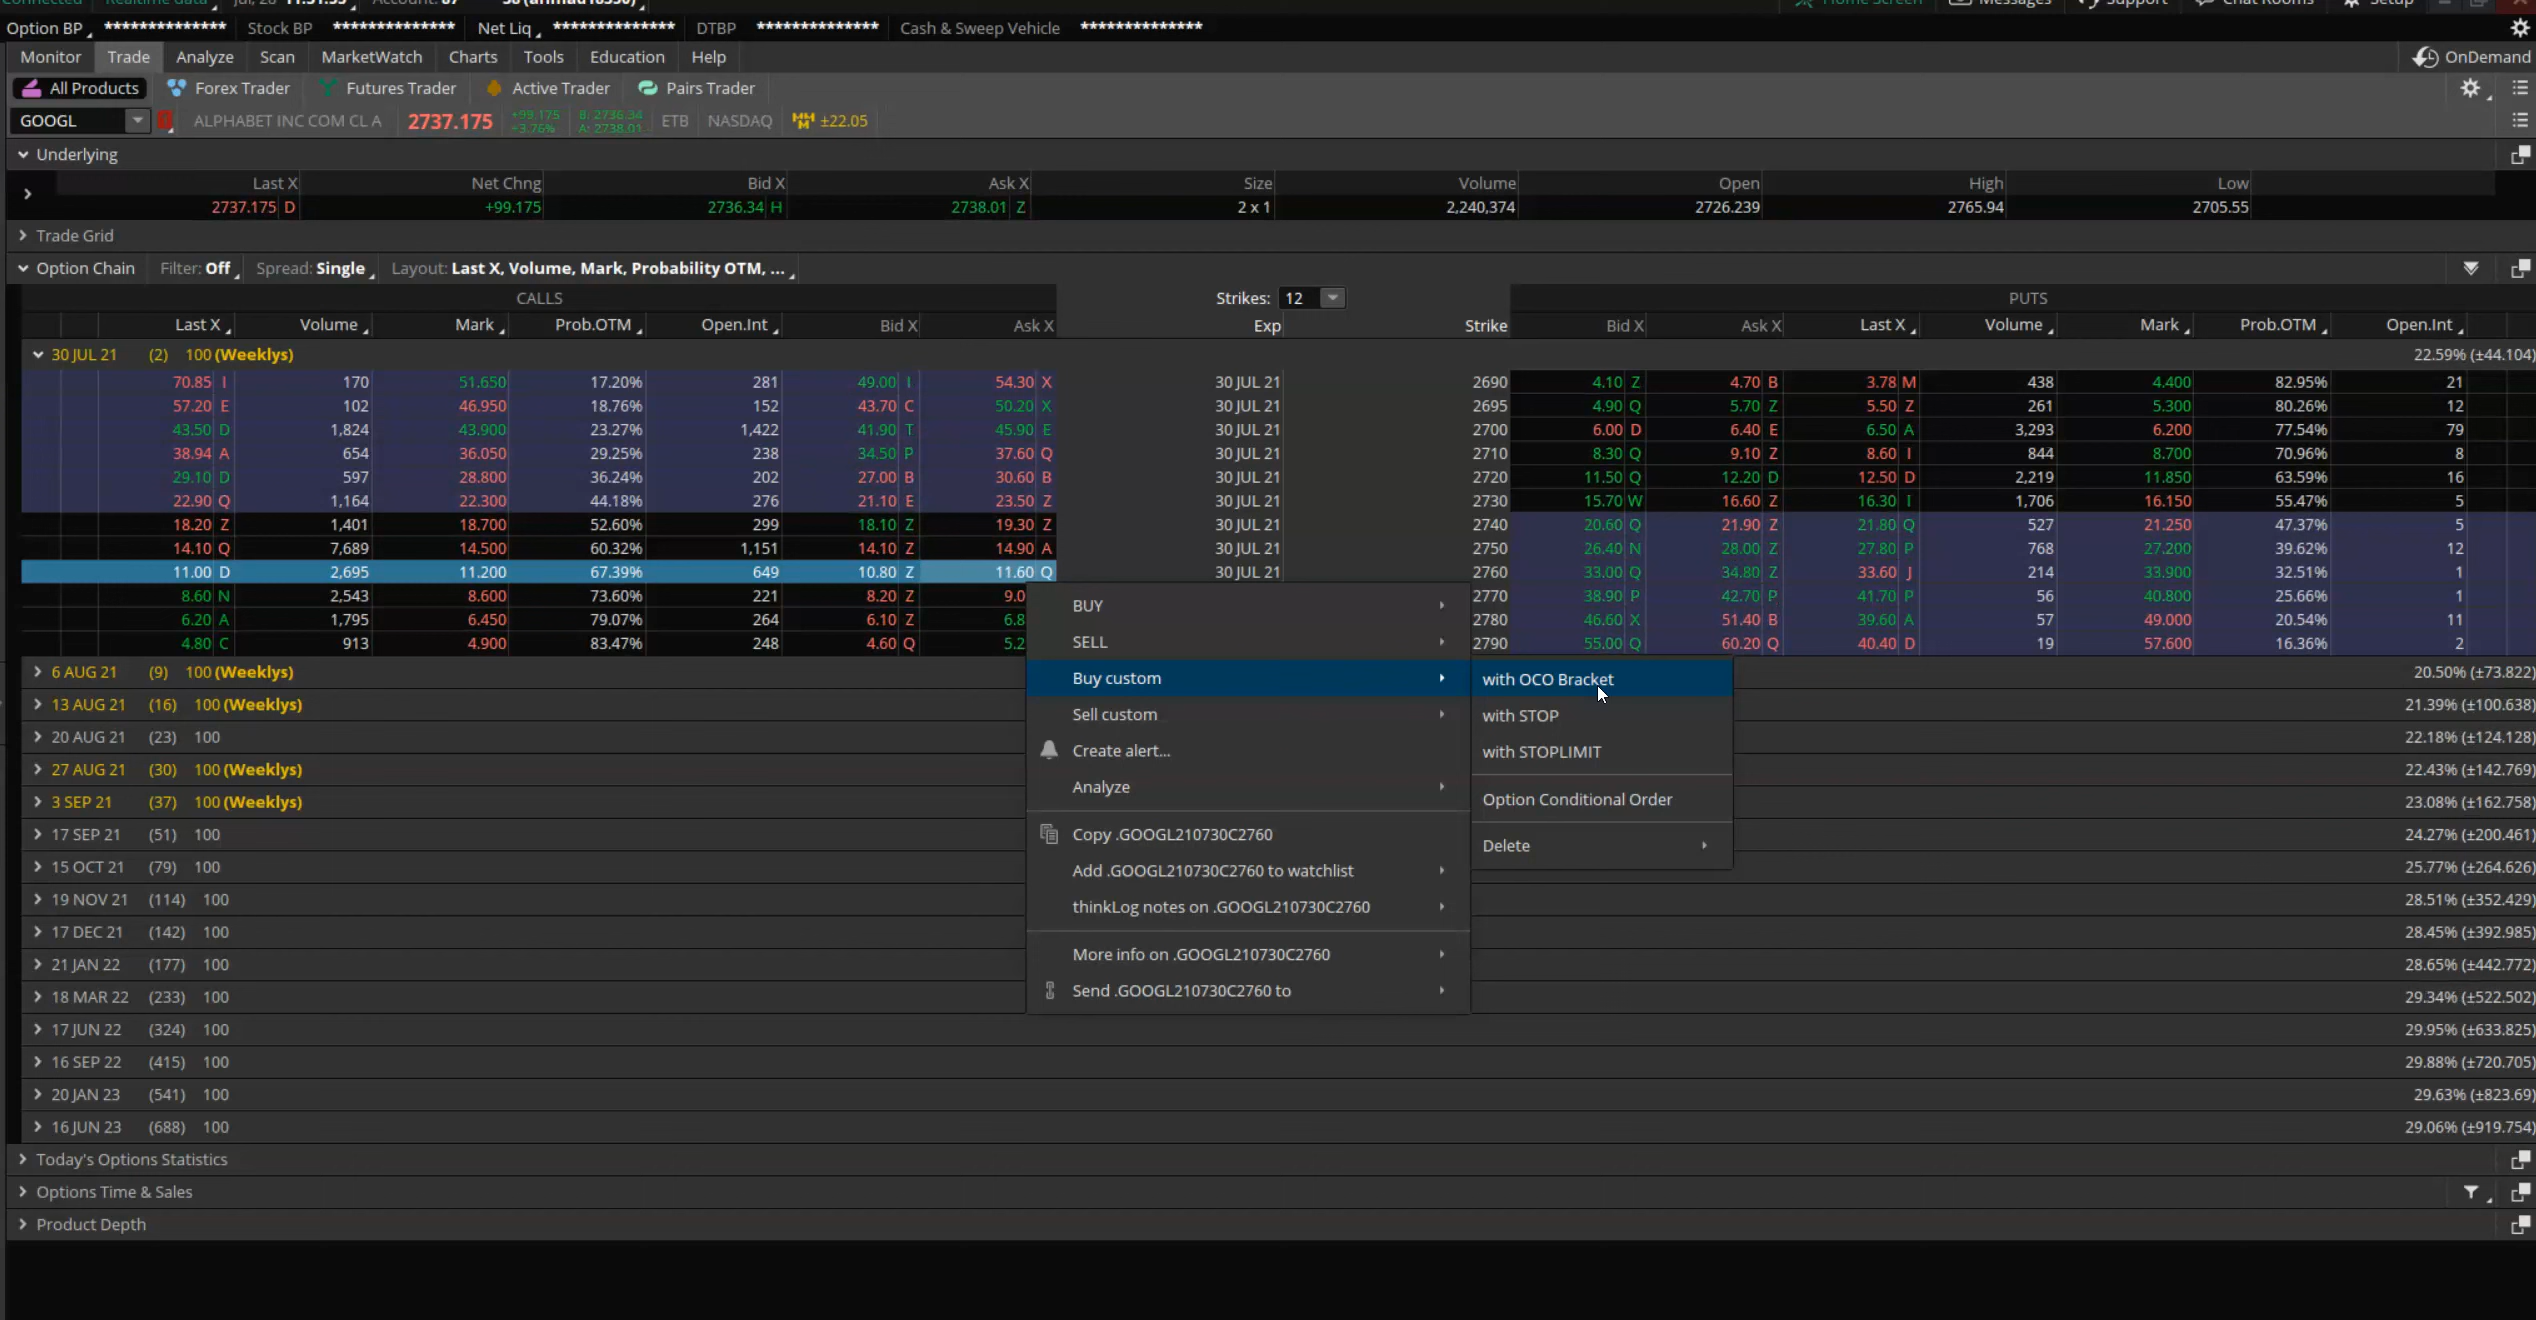 Connected Realtime data Jul, 28 Account: 87 38 (ahmad10330) Home Screen Messages Support Chat Rooms Setup
Option BP ************** Stock BP ************** Net Liq ************** DTBP ************** Cash & Sweep Vehicle **************
Monitor Trade Analyze Scan MarketWatch Charts Tools Education Help OnDemand
All Products Forex Trader Futures Trader Active Trader Pairs Trader
GOOGL ALPHABET INC COM CL A 2737.175 +99.175 +3.76% B: 2736.34 A: 2738.01 ETB NASDAQ ±22.05
Underlying
Last X Net Chng Bid X Ask X Size Volume Open High Low
2737.175 D +99.175 2736.34 H 2738.01 Z 2 x 1 2,240,374 2726.239 2765.94 2705.55
Trade Grid
Option Chain Filter: Off Spread: Single Layout: Last X, Volume, Mark, Probability OTM, ...
CALLS Strikes: 12 PUTS
Last X Volume Mark Prob.OTM Open.Int Bid X Ask X Exp Strike Bid X Ask X Last X Volume Mark Prob.OTM Open.Int
30 JUL 21 (2) 100 (Weeklys) 22.59% (±44.104)
70.85 I 170 51.650 17.20% 281 49.00 I 54.30 X 30 JUL 21 2690 4.10 Z 4.70 B 3.78 M 438 4.400 82.95% 21
57.20 E 102 46.950 18.76% 152 43.70 C 50.20 X 30 JUL 21 2695 4.90 Q 5.70 Z 5.50 Z 261 5.300 80.26% 12
43.50 D 1,824 43.900 23.27% 1,422 41.90 T 45.90 E 30 JUL 21 2700 6.00 D 6.40 E 6.50 A 3,293 6.200 77.54% 79
38.94 A 654 36.050 29.25% 238 34.50 P 37.60 Q 30 JUL 21 2710 8.30 Q 9.10 Z 8.60 I 844 8.700 70.96% 8
29.10 D 597 28.800 36.24% 202 27.00 B 30.60 B 30 JUL 21 2720 11.50 Q 12.20 D 12.50 D 2,219 11.850 63.59% 16
22.90 Q 1,164 22.300 44.18% 276 21.10 E 23.50 Z 30 JUL 21 2730 15.70 W 16.60 Z 16.30 I 1,706 16.150 55.47% 5
18.20 Z 1,401 18.700 52.60% 299 18.10 Z 19.30 Z 30 JUL 21 2740 20.60 Q 21.90 Z 21.80 Q 527 21.250 47.37% 5
14.10 Q 7,689 14.500 60.32% 1,151 14.10 Z 14.90 A 30 JUL 21 2750 26.40 N 28.00 Z 27.80 P 768 27.200 39.62% 12
11.00 D 2,695 11.200 67.39% 649 10.80 Z 11.60 Q 30 JUL 21 2760 33.00 Q 34.80 Z 33.60 J 214 33.900 32.51% 1
8.60 N 2,543 8.600 73.60% 221 8.20 Z 9.0 2770 38.90 P 42.70 P 41.70 P 56 40.800 25.66% 1
6.20 A 1,795 6.450 79.07% 264 6.10 Z 6.8 2780 46.60 X 51.40 B 39.60 A 57 49.000 20.54% 11
4.80 C 913 4.900 83.47% 248 4.60 Q 5.2 2790 55.00 Q 60.20 Q 40.40 D 19 57.600 16.36% 2
BUY
SELL
Buy custom
Sell custom
Create alert...
Analyze
Copy .GOOGL210730C2760
Add .GOOGL210730C2760 to watchlist
thinkLog notes on .GOOGL210730C2760
More info on .GOOGL210730C2760
Send .GOOGL210730C2760 to
with OCO Bracket
with STOP
with STOPLIMIT
Option Conditional Order
Delete
6 AUG 21 (9) 100 (Weeklys) 20.50% (±73.822)
13 AUG 21 (16) 100 (Weeklys) 21.39% (±100.638)
20 AUG 21 (23) 100 22.18% (±124.128)
27 AUG 21 (30) 100 (Weeklys) 22.43% (±142.769)
3 SEP 21 (37) 100 (Weeklys) 23.08% (±162.758)
17 SEP 21 (51) 100 24.27% (±200.461)
15 OCT 21 (79) 100 25.77% (±264.626)
19 NOV 21 (114) 100 28.51% (±352.429)
17 DEC 21 (142) 100 28.45% (±392.985)
21 JAN 22 (177) 100 28.65% (±442.772)
18 MAR 22 (233) 100 29.34% (±522.502)
17 JUN 22 (324) 100 29.95% (±633.825)
16 SEP 22 (415) 100 29.88% (±720.705)
20 JAN 23 (541) 100 29.63% (±823.69)
16 JUN 23 (688) 100 29.06% (±919.754)
Today's Options Statistics
Options Time & Sales
Product Depth